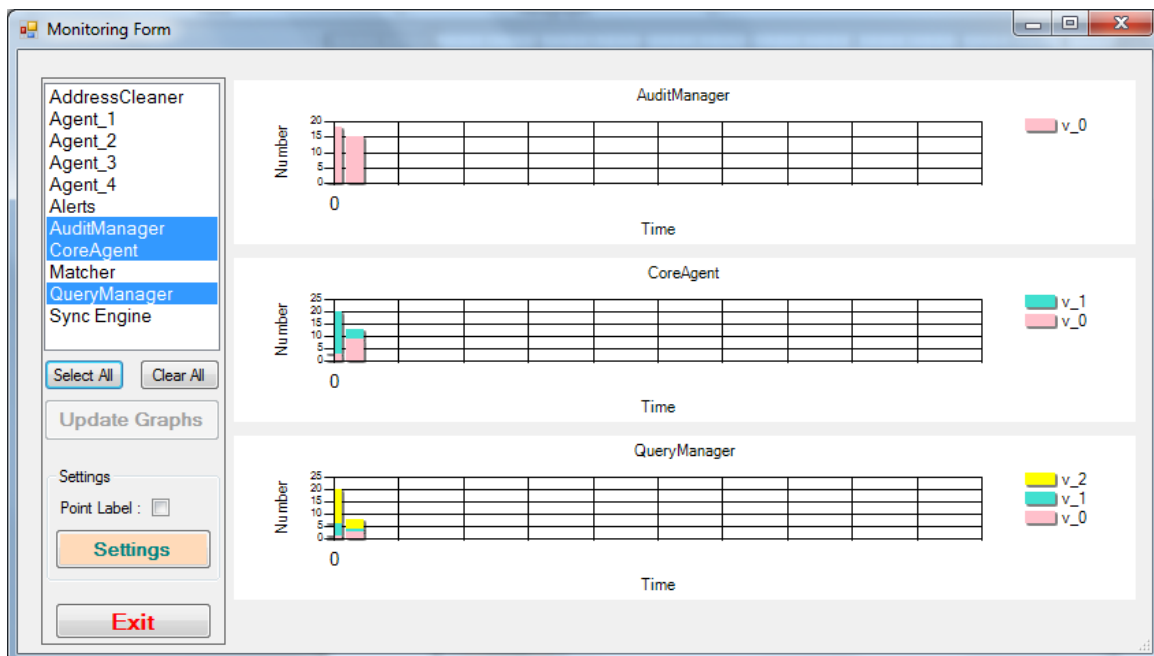 Monitoring Form
AddressCleaner
Agent_1
Agent_2
Agent_3
Agent_4
Alerts
AuditManager
CoreAgent
Matcher
QueryManager
Sync Engine
Select All
Clear All
Update Graphs
Settings
Point Label :
Settings
Exit
AuditManager
Number
20
15
10
5
0
0
Time
v_0
CoreAgent
Number
25
20
15
10
5
0
0
Time
v_1
v_0
QueryManager
Number
25
20
15
10
5
0
0
Time
v_2
v_1
v_0